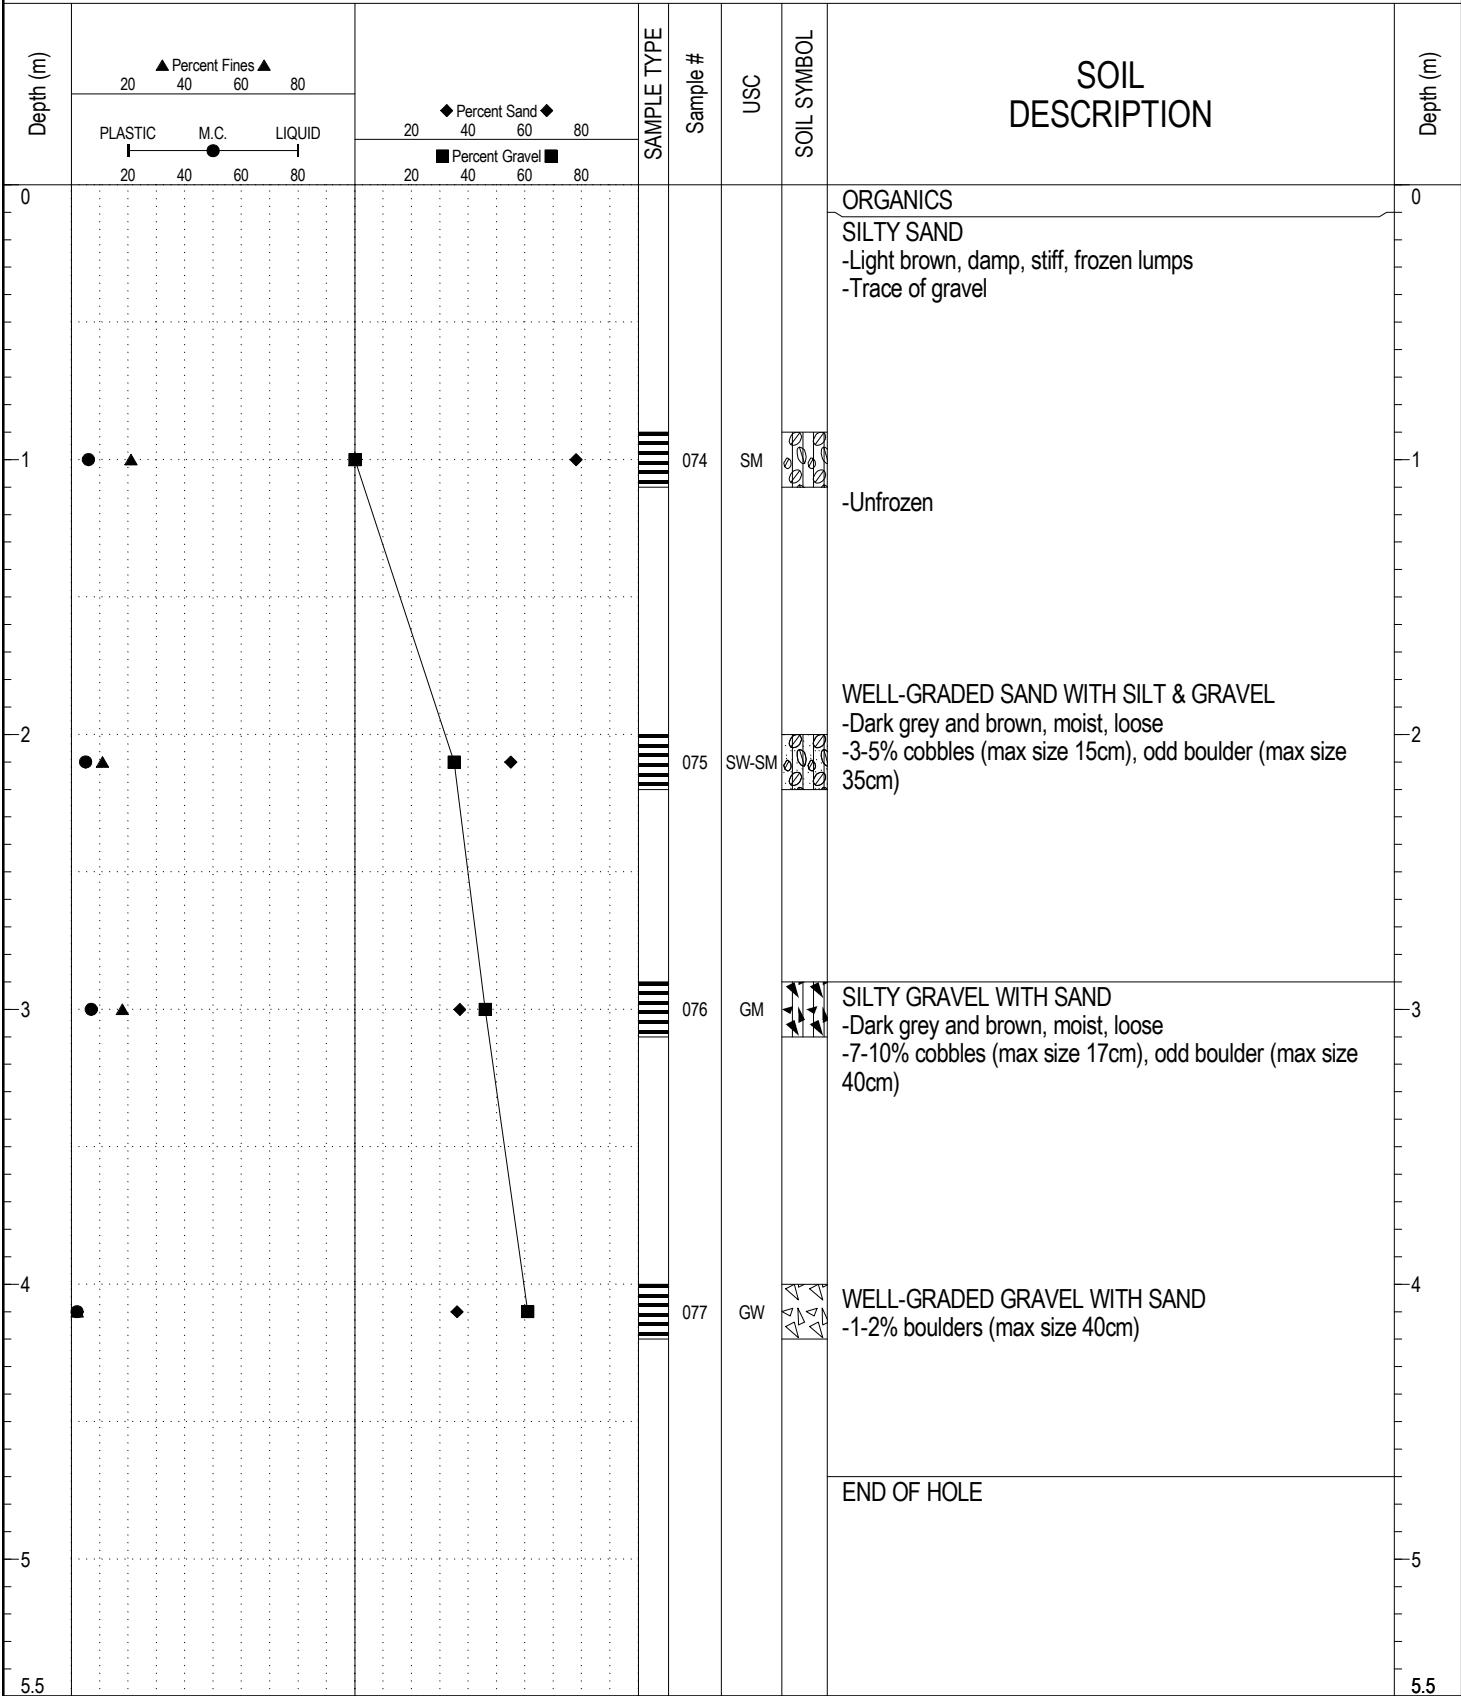 Depth (m)
▲ Percent Fines ▲
20 40 60 80
PLASTIC M.C. LIQUID
20 40 60 80
◆ Percent Sand ◆
20 40 60 80
■ Percent Gravel ■
20 40 60 80
SAMPLE TYPE
Sample #
USC
SOIL SYMBOL
SOIL
DESCRIPTION
Depth (m)
0 ORGANICS 0
SILTY SAND
-Light brown, damp, stiff, frozen lumps
-Trace of gravel
1 074 SM 1
-Unfrozen
WELL-GRADED SAND WITH SILT & GRAVEL
-Dark grey and brown, moist, loose
2 -3-5% cobbles (max size 15cm), odd boulder (max size 2
075 SW-SM 35cm)
SILTY GRAVEL WITH SAND
3 076 GM -Dark grey and brown, moist, loose 3
-7-10% cobbles (max size 17cm), odd boulder (max size
40cm)
4 WELL-GRADED GRAVEL WITH SAND 4
077 GW -1-2% boulders (max size 40cm)
END OF HOLE
5 5
5.5 5.5